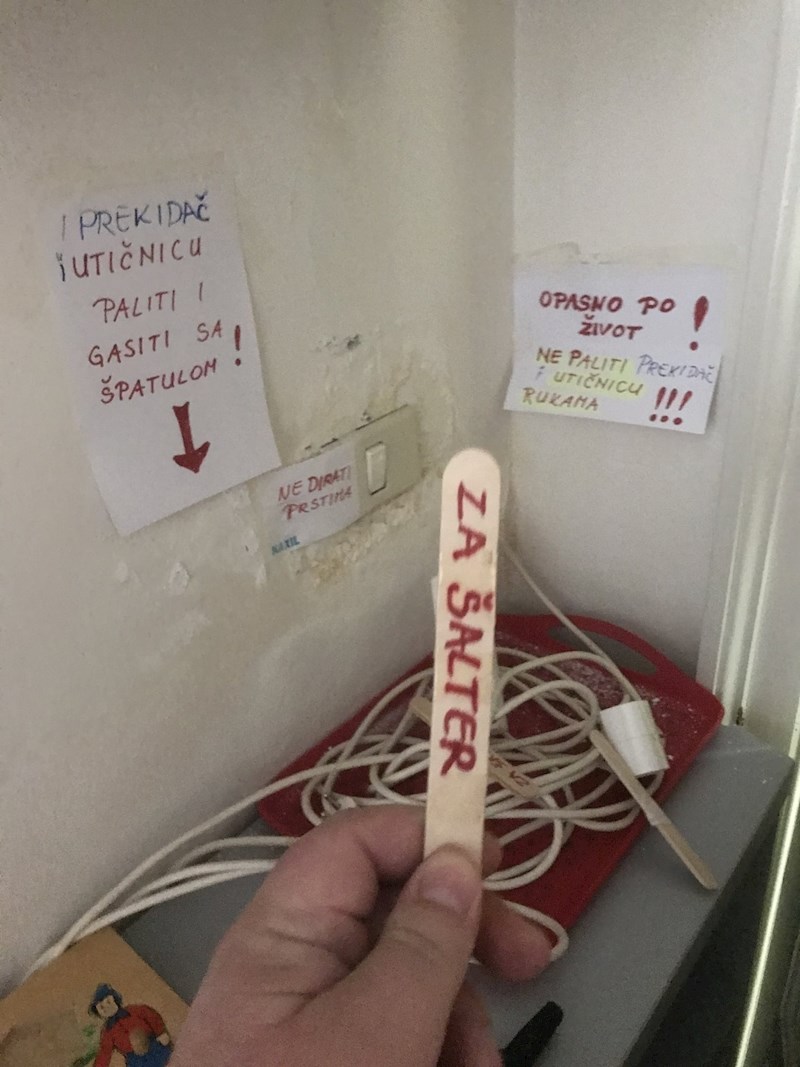 I PREKIDAČ
i UTIČNICU
PALITI I
GASITI SA
ŠPATULOM !
NE DIRATI
PRSTIMA
OPASNO PO
ŽIVOT !
NE PALITI PREKIDAČ
i UTIČNICU
RUKAMA !!!
ZA ŠALTER